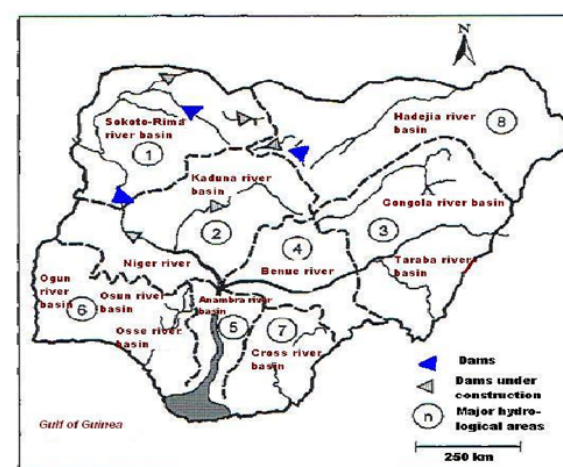 N
Sokoto-Rima
river basin
1
Hadejia river
basin
8
Kaduna river
basin
2
Gongola river basin
3
4
Benue river
Taraba river
basin
Niger river
Ogun
river
basin
6
Osun river
basin
Osse river
basin
Anambra river
basin
5
7
Cross river
basin
Gulf of Guinea
Dams
Dams under
construction
n
Major hydro-
logical areas
250 km